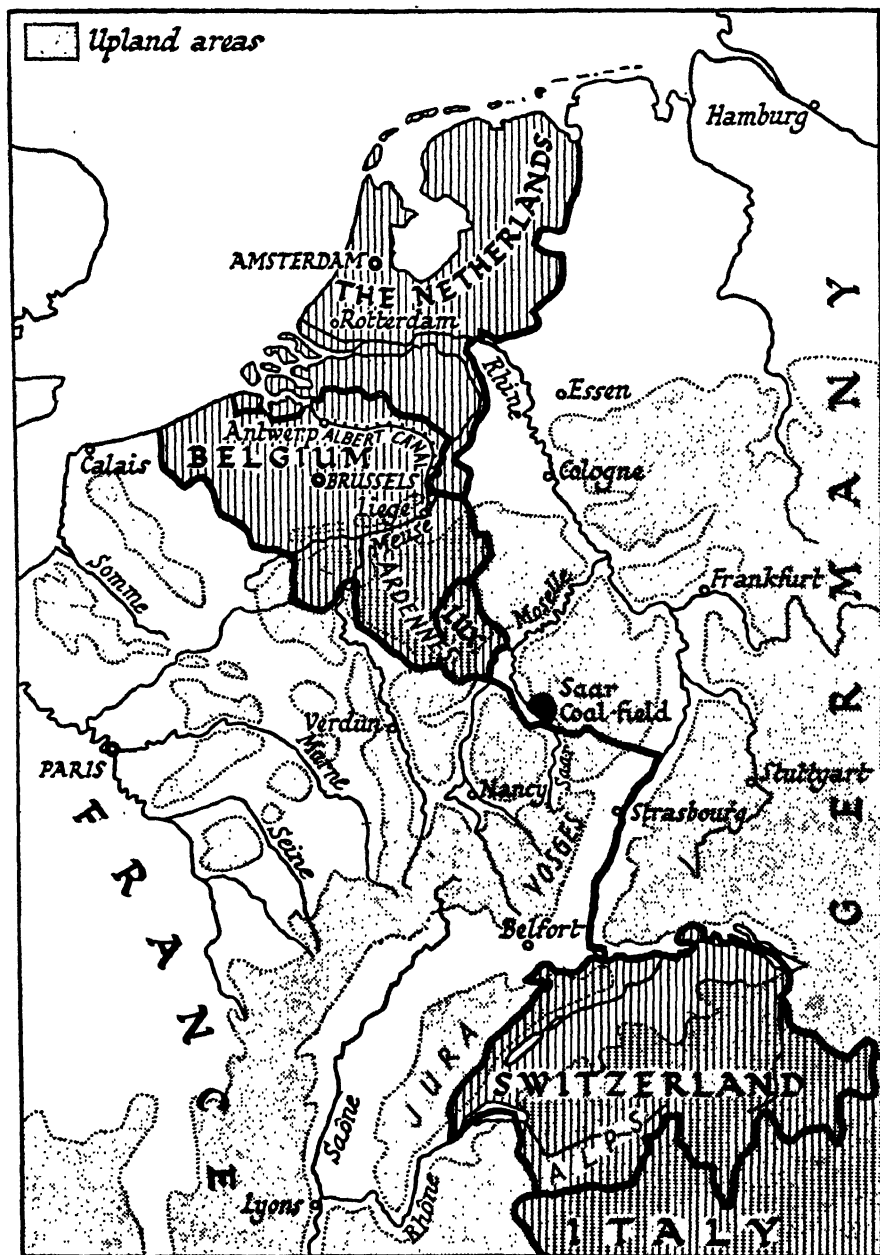 Upland areas
Hamburg
THE NETHERLANDS
AMSTERDAM
Rotterdam
Rhine
Essen
Antwerp
ALBERT CANAL
BELGIUM
BRUSSELS
Cologne
Calais
Liege
Meuse
ARDENNES
Somme
LUX.
Moselle
Frankfurt
GERMANY
Saar
Coal-field
Verdun
Marne
PARIS
Nancy
Saar
Stuttgart
Strasbourg
VOSGES
Seine
FRANCE
Belfort
JURA
SWITZERLAND
ALPS
Saône
Lyons
Rhône
ITALY